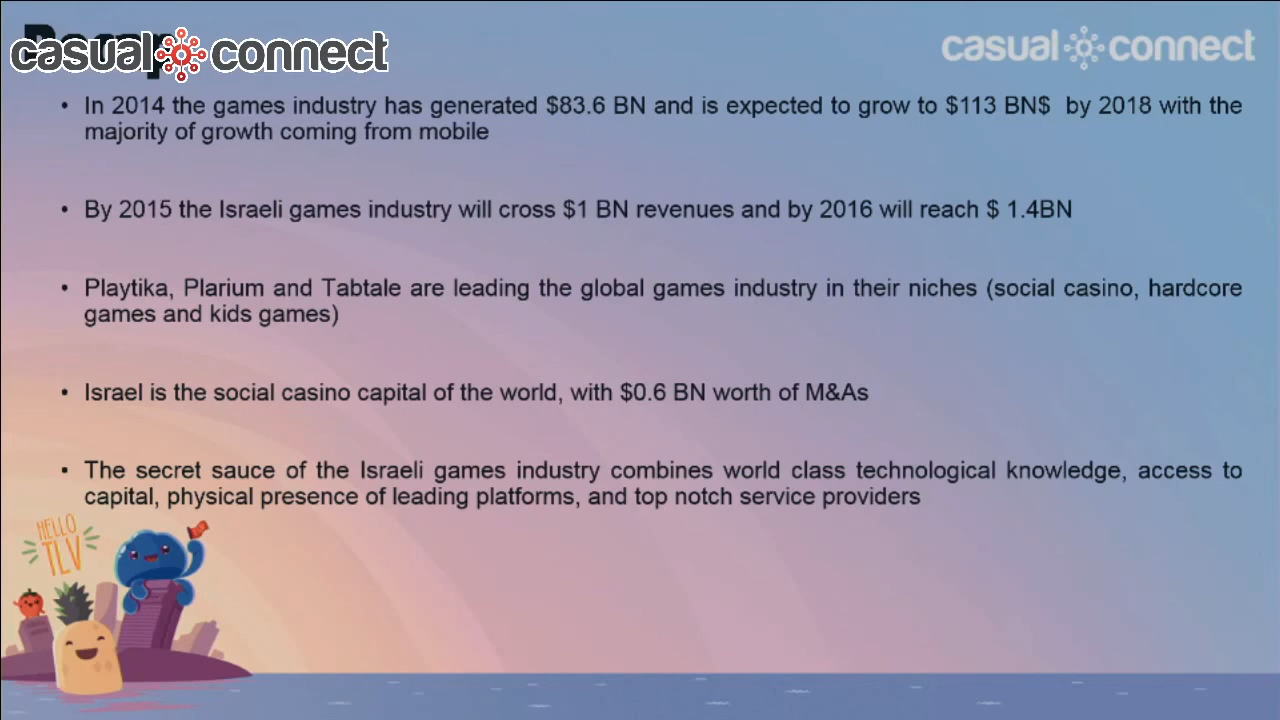 casual connect
casual connect
• In 2014 the games industry has generated $83.6 BN and is expected to grow to $113 BN$ by 2018 with the
majority of growth coming from mobile
• By 2015 the Israeli games industry will cross $1 BN revenues and by 2016 will reach $ 1.4BN
• Playtika, Plarium and Tabtale are leading the global games industry in their niches (social casino, hardcore
games and kids games)
• Israel is the social casino capital of the world, with $0.6 BN worth of M&As
• The secret sauce of the Israeli games industry combines world class technological knowledge, access to
capital, physical presence of leading platforms, and top notch service providers
HELLO
TLV